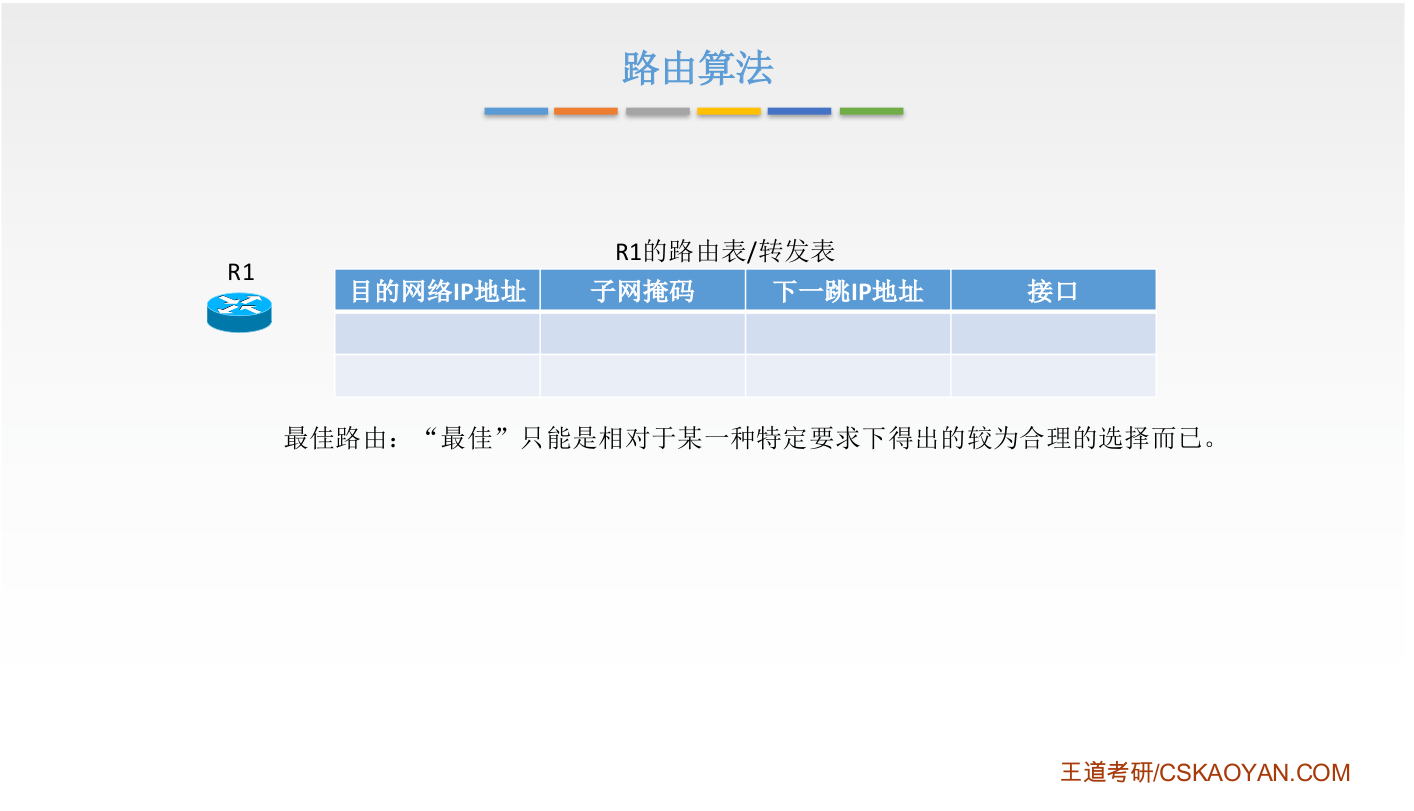 路由算法
R1的路由表/转发表
R1
目的网络IP地址 子网掩码 下一跳IP地址 接口
最佳路由：“最佳”只能是相对于某一种特定要求下得出的较为合理的选择而已。
王道考研/CSKAOYAN.COM